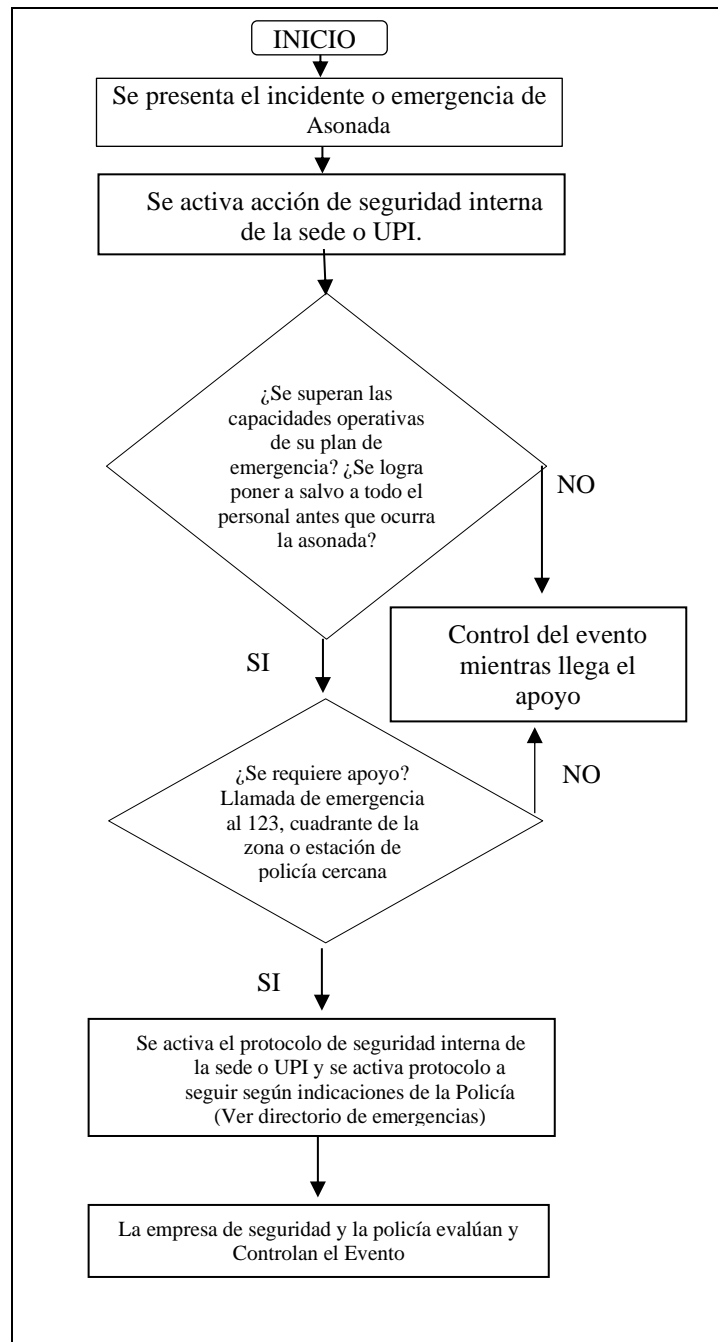 INICIO
Se presenta el incidente o emergencia de
Asonada
Se activa acción de seguridad interna
de la sede o UPI.
¿Se superan las
capacidades operativas
de su plan de
emergencia? ¿Se logra
poner a salvo a todo el
personal antes que ocurra
la asonada?
NO
Control del evento
mientras llega el
apoyo
SI
¿Se requiere apoyo?
Llamada de emergencia
al 123, cuadrante de la
zona o estación de
policía cercana
NO
SI
Se activa el protocolo de seguridad interna de
la sede o UPI y se activa protocolo a
seguir según indicaciones de la Policía
(Ver directorio de emergencias)
La empresa de seguridad y la policía evalúan y
Controlan el Evento